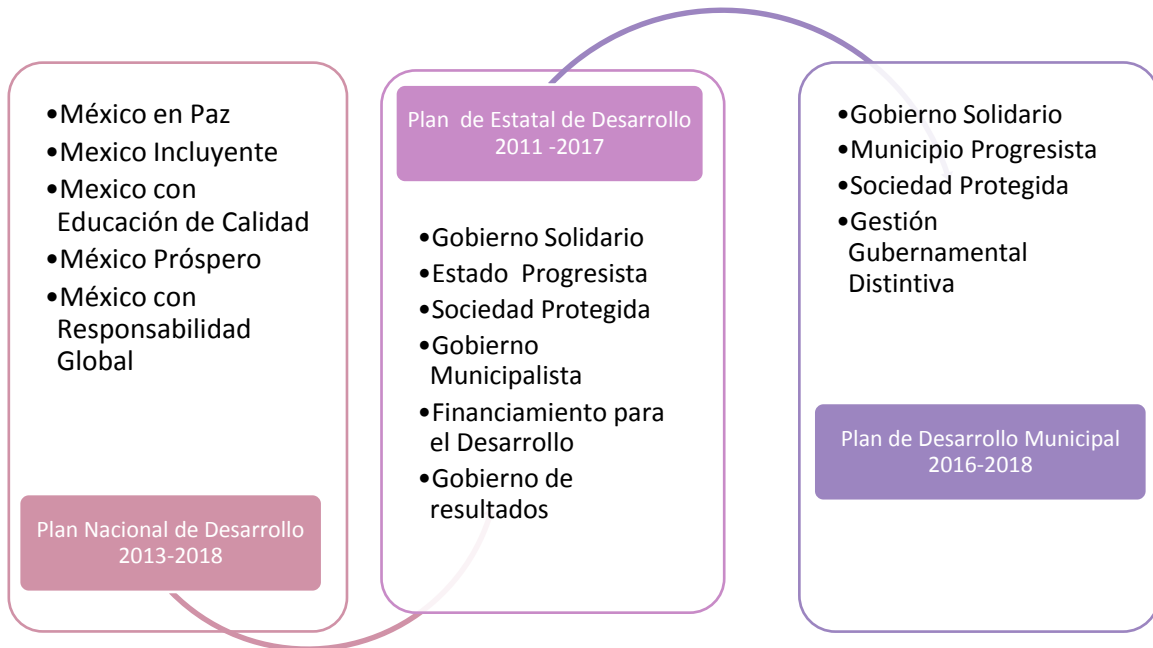 •México en Paz
•Mexico Incluyente
•Mexico con
Educación de Calidad
•México Próspero
•México con
Responsabilidad
Global
Plan Nacional de Desarrollo
2013-2018
Plan de Estatal de Desarrollo
2011 -2017
•Gobierno Solidario
•Estado Progresista
•Sociedad Protegida
•Gobierno
Municipalista
•Financiamiento para
el Desarrollo
•Gobierno de
resultados
•Gobierno Solidario
•Municipio Progresista
•Sociedad Protegida
•Gestión
Gubernamental
Distintiva
Plan de Desarrollo Municipal
2016-2018